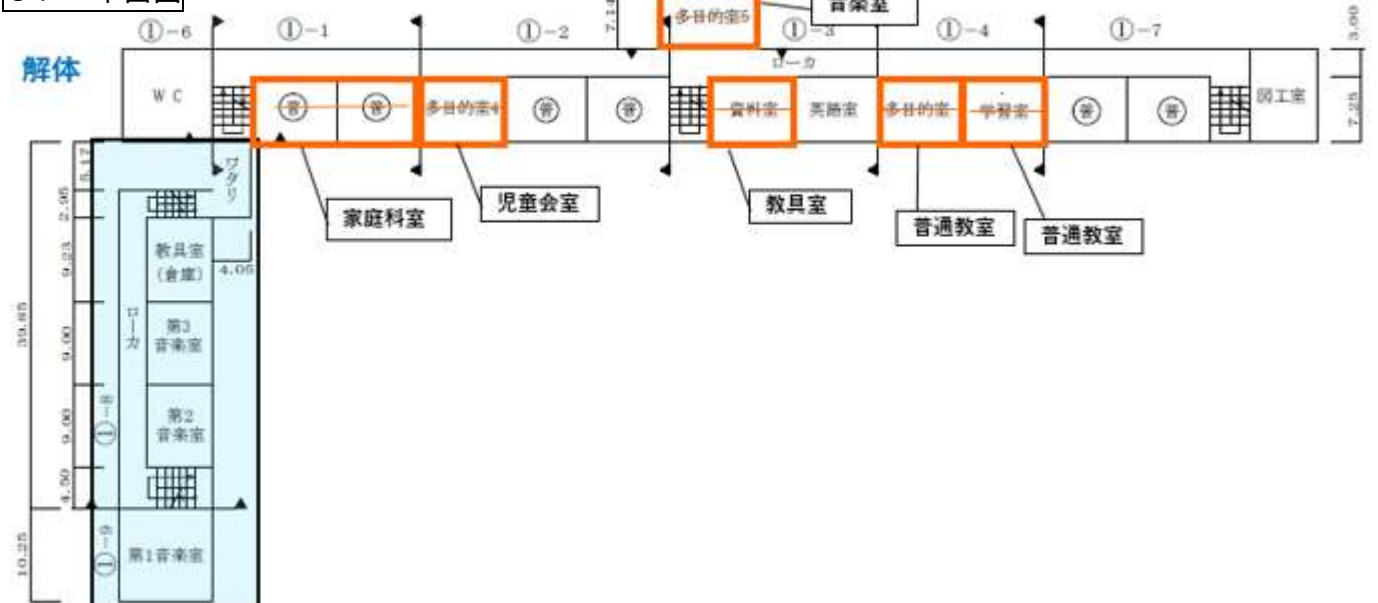 ①-6
①-1
①-2
7.14
多目的室5
音楽室
①-3
①-4
①-7
3.00
解体
ローカ
WC
普
普
多目的室4
普
普
資料室
英語室
多目的室
学習室
普
普
図工室
7.25
5.17
ワタリ
家庭科室
児童会室
教具室
普通教室
普通教室
2.95
9.23
教具室
(倉庫)
4.05
39.85
ローカ
9.00
第3
音楽室
①-8
9.00
第2
音楽室
4.50
10.25
①-9
第1音楽室